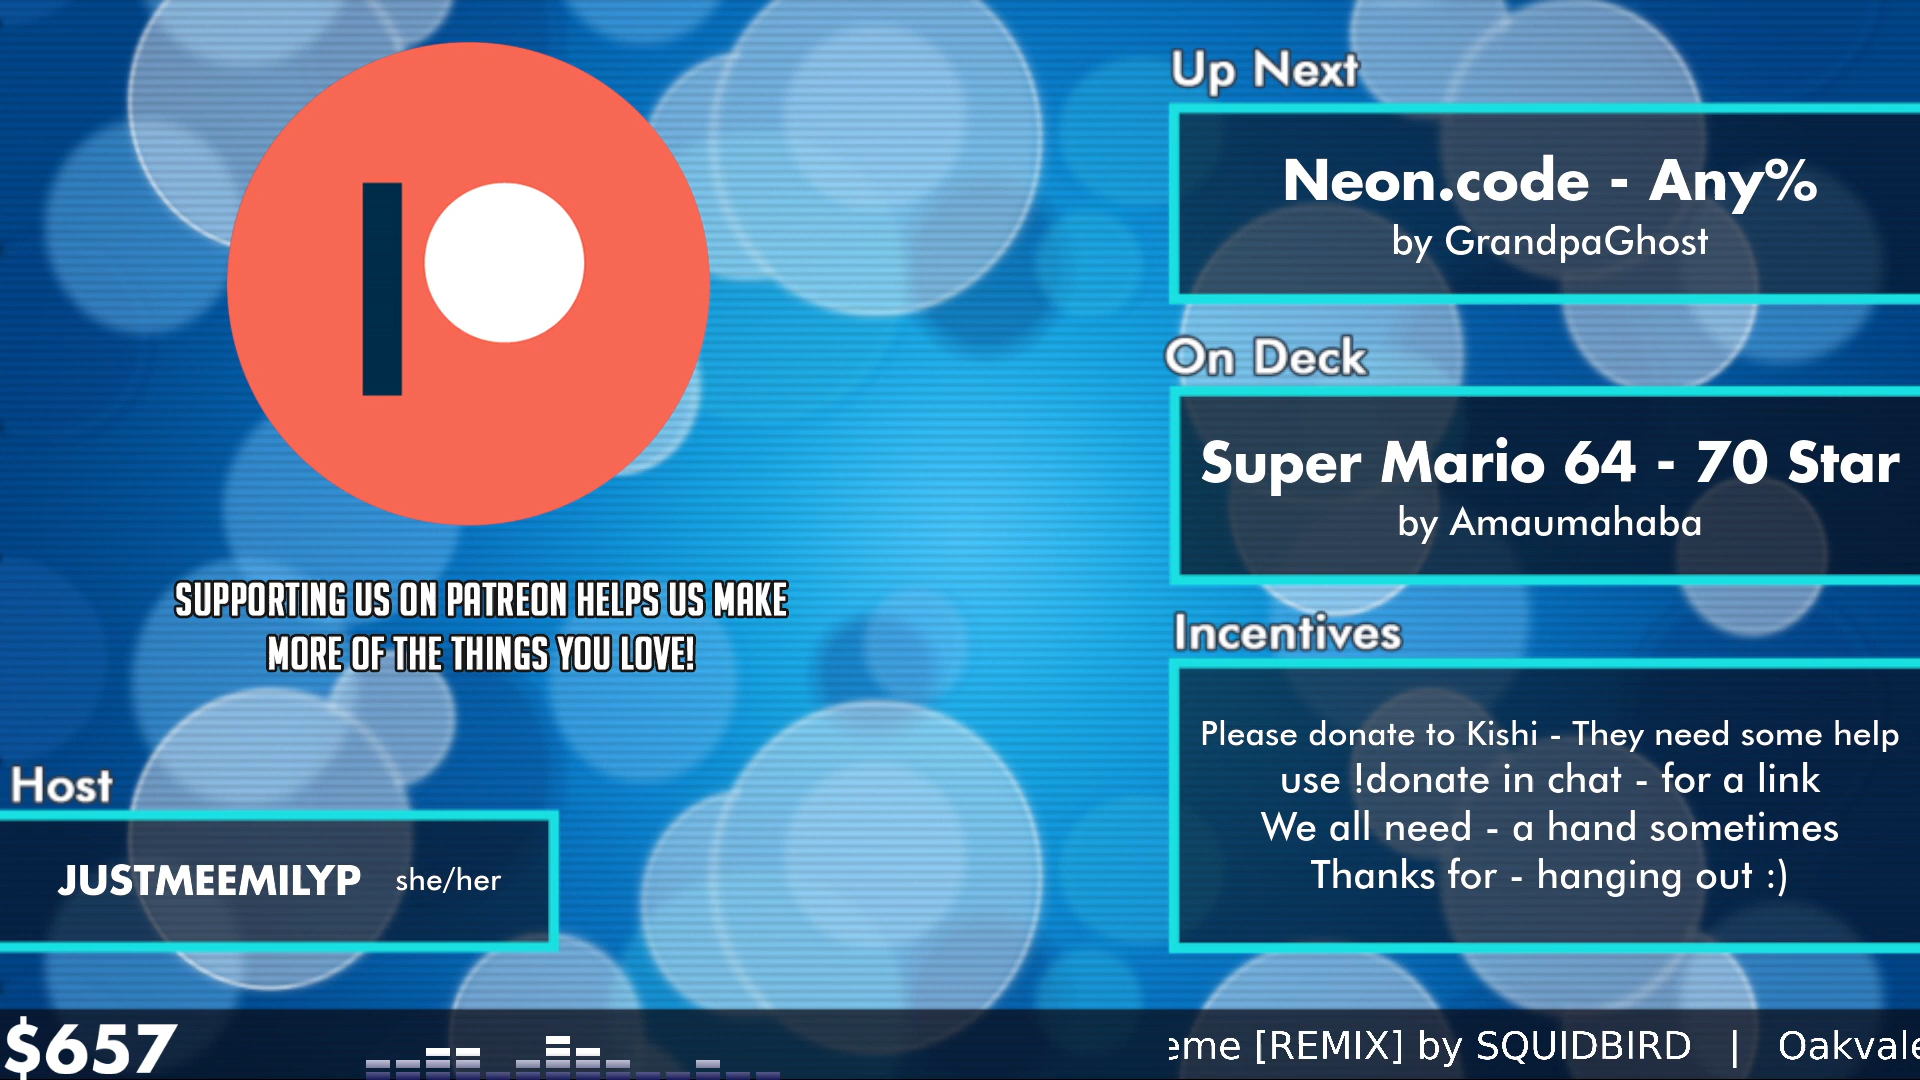 Up Next
Neon.code - Any%
by GrandpaGhost
On Deck
Super Mario 64 - 70 Star
by Amaumahaba
SUPPORTING US ON PATREON HELPS US MAKE
MORE OF THE THINGS YOU LOVE!
Incentives
Please donate to Kishi - They need some help
use !donate in chat - for a link
We all need - a hand sometimes
Thanks for - hanging out :)
Host
JUSTMEEMILYP she/her
$657
eme [REMIX] by SQUIDBIRD | Oakvale